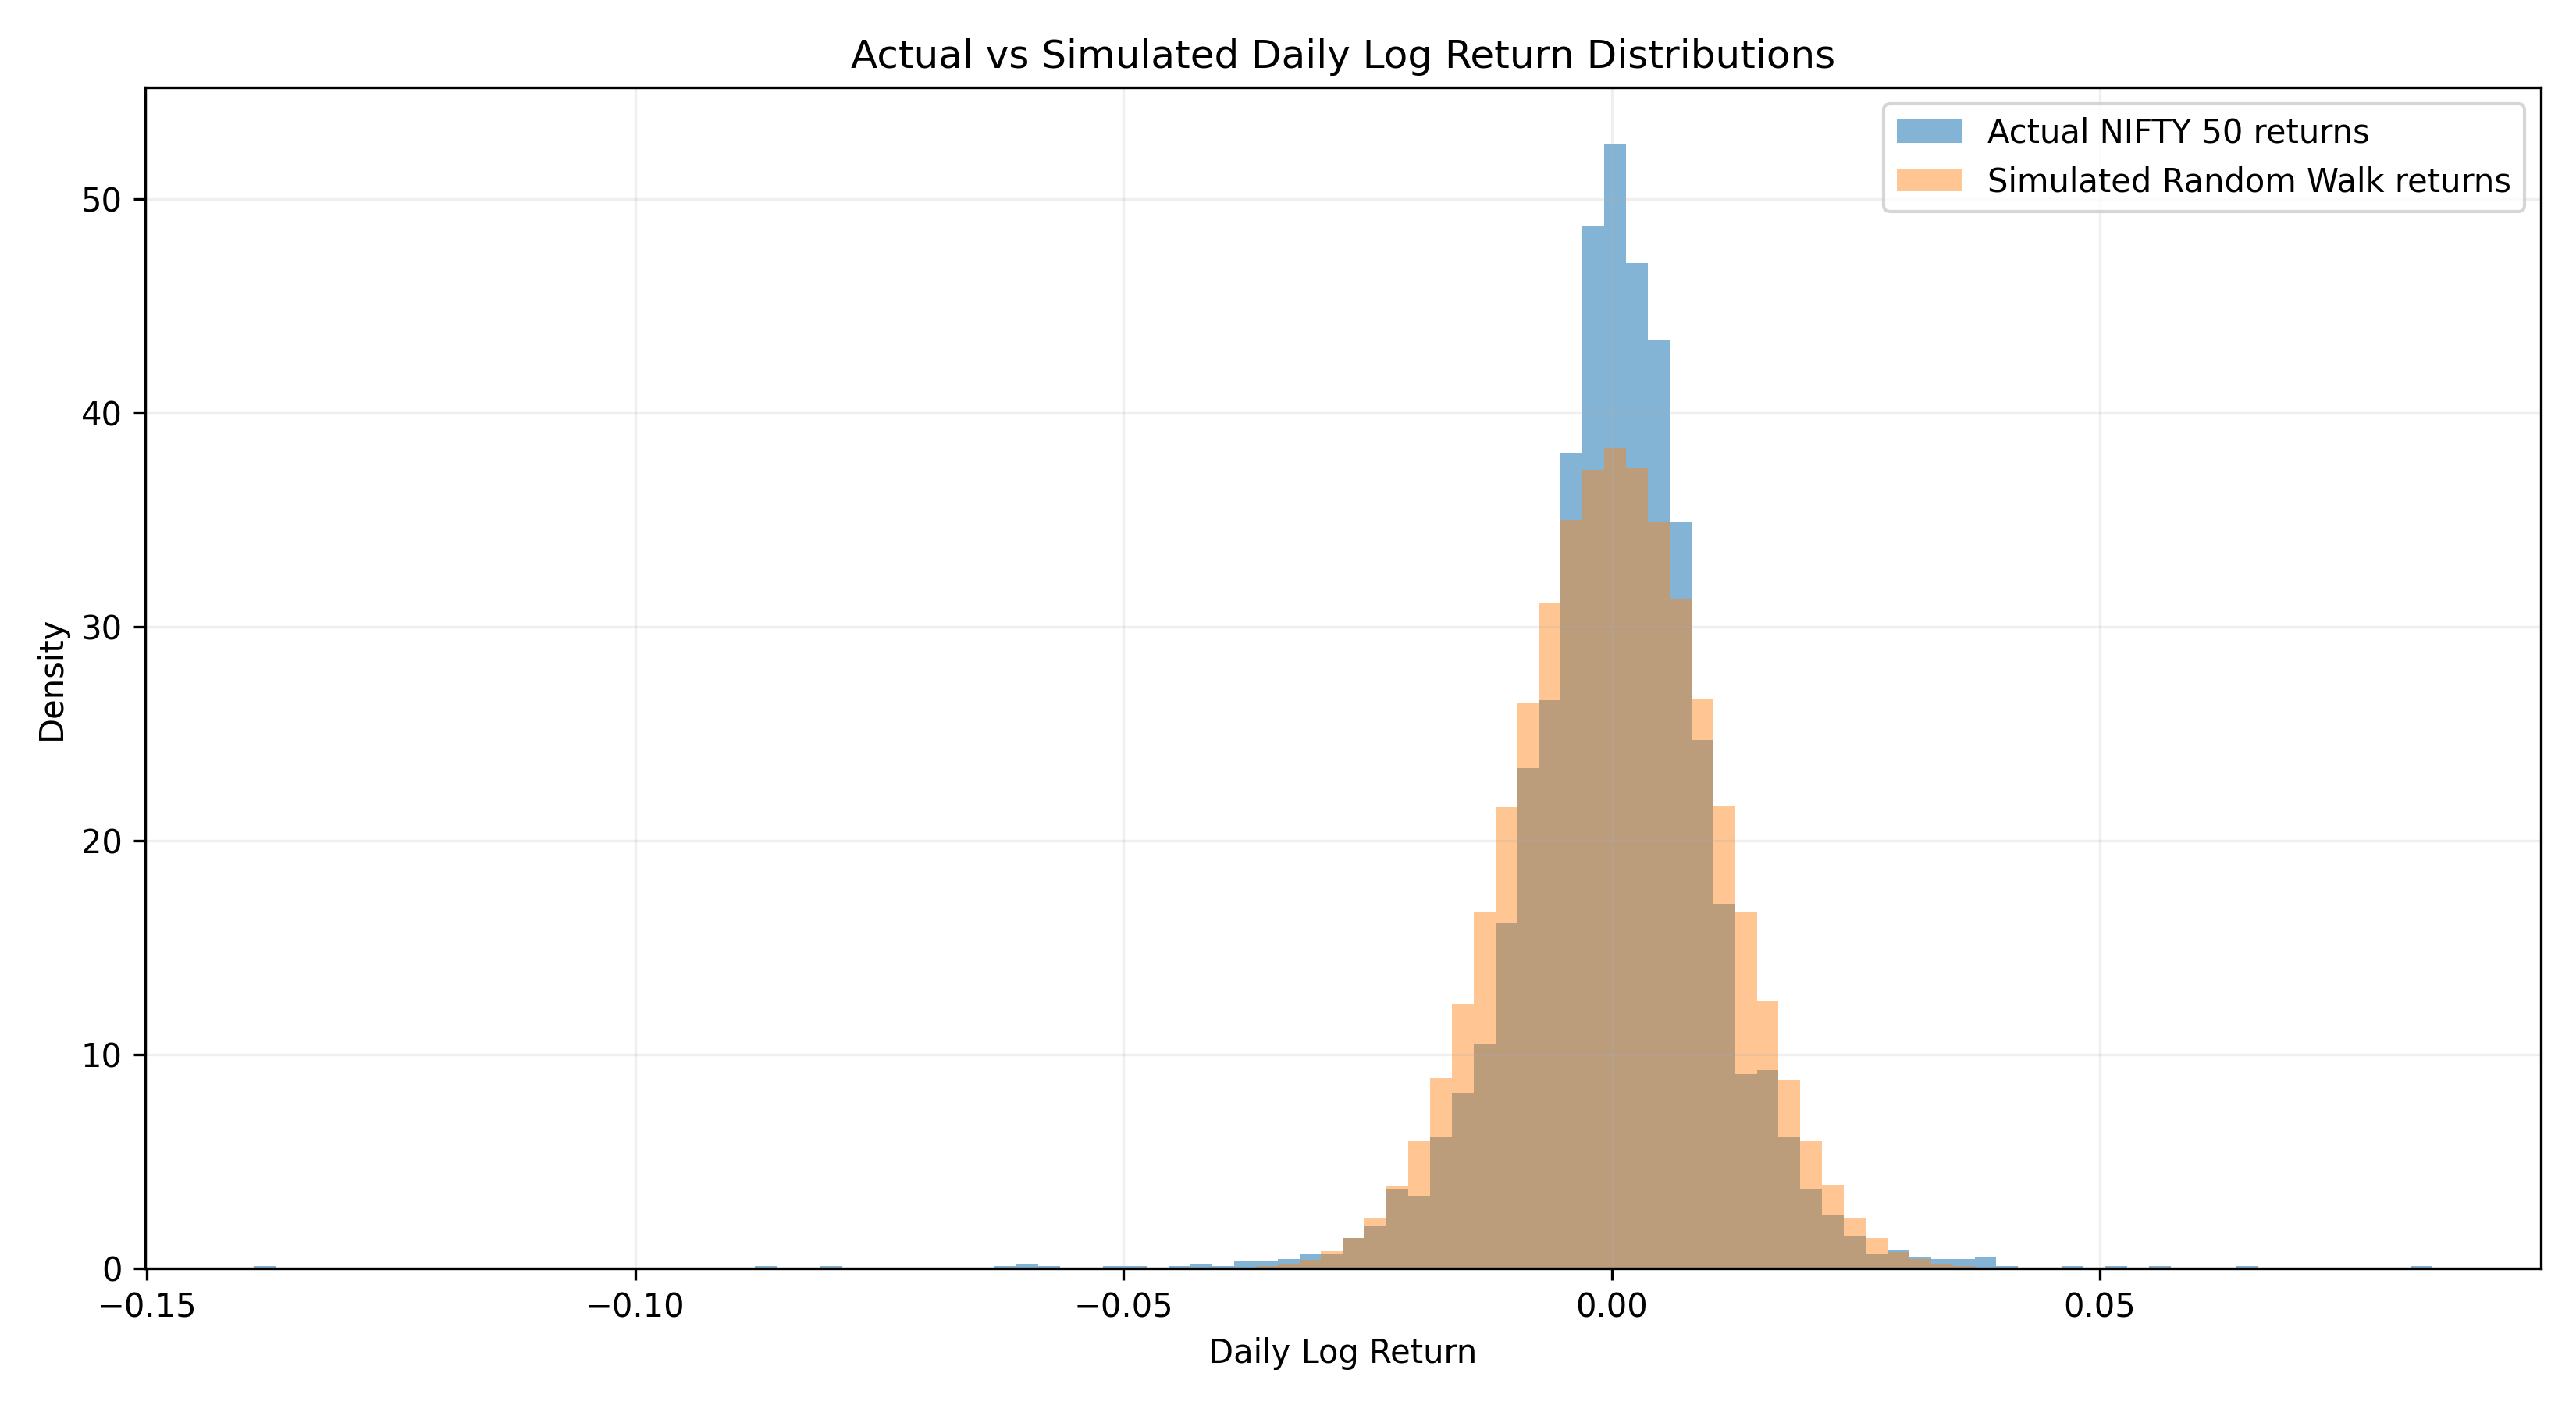 Actual vs Simulated Daily Log Return Distributions
Actual NIFTY 50 returns
Simulated Random Walk returns
Density
50
40
30
20
10
0
−0.15
−0.10
−0.05
0.00
0.05
Daily Log Return